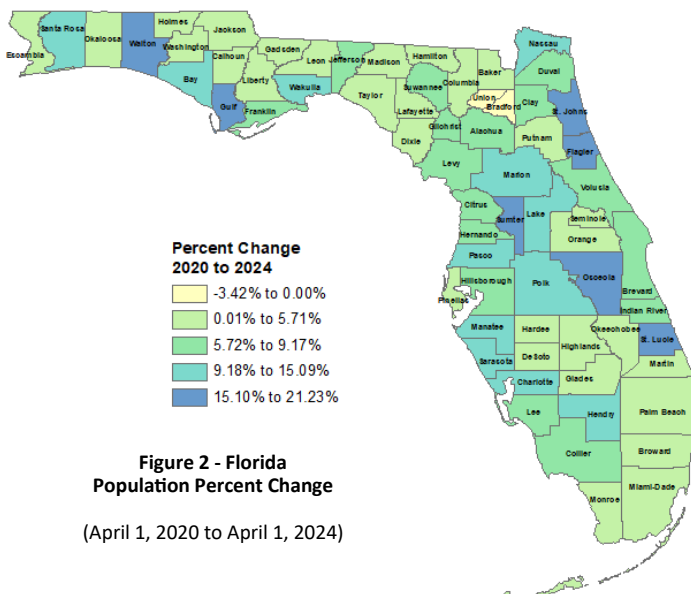 Holmes
Jackson
Santa Rosa
Okaloosa
Walton
Washington
Escambia
Calhoun
Bay
Gulf
Liberty
Gadsden
Leon
Jefferson
Madison
Hamilton
Wakulla
Franklin
Taylor
Suwannee
Columbia
Baker
Nassau
Duval
Union
Bradford
Clay
St. Johns
Lafayette
Dixie
Gilchrist
Alachua
Putnam
Flagler
Levy
Marion
Volusia
Citrus
Sumter
Lake
Seminole
Hernando
Orange
Pasco
Hillsborough
Pinellas
Polk
Osceola
Brevard
Indian River
Manatee
Hardee
Okeechobee
Highlands
St. Lucie
Sarasota
DeSoto
Martin
Charlotte
Glades
Lee
Hendry
Palm Beach
Collier
Broward
Monroe
Miami-Dade
Percent Change
2020 to 2024
-3.42% to 0.00%
0.01% to 5.71%
5.72% to 9.17%
9.18% to 15.09%
15.10% to 21.23%
Figure 2 - Florida
Population Percent Change
(April 1, 2020 to April 1, 2024)